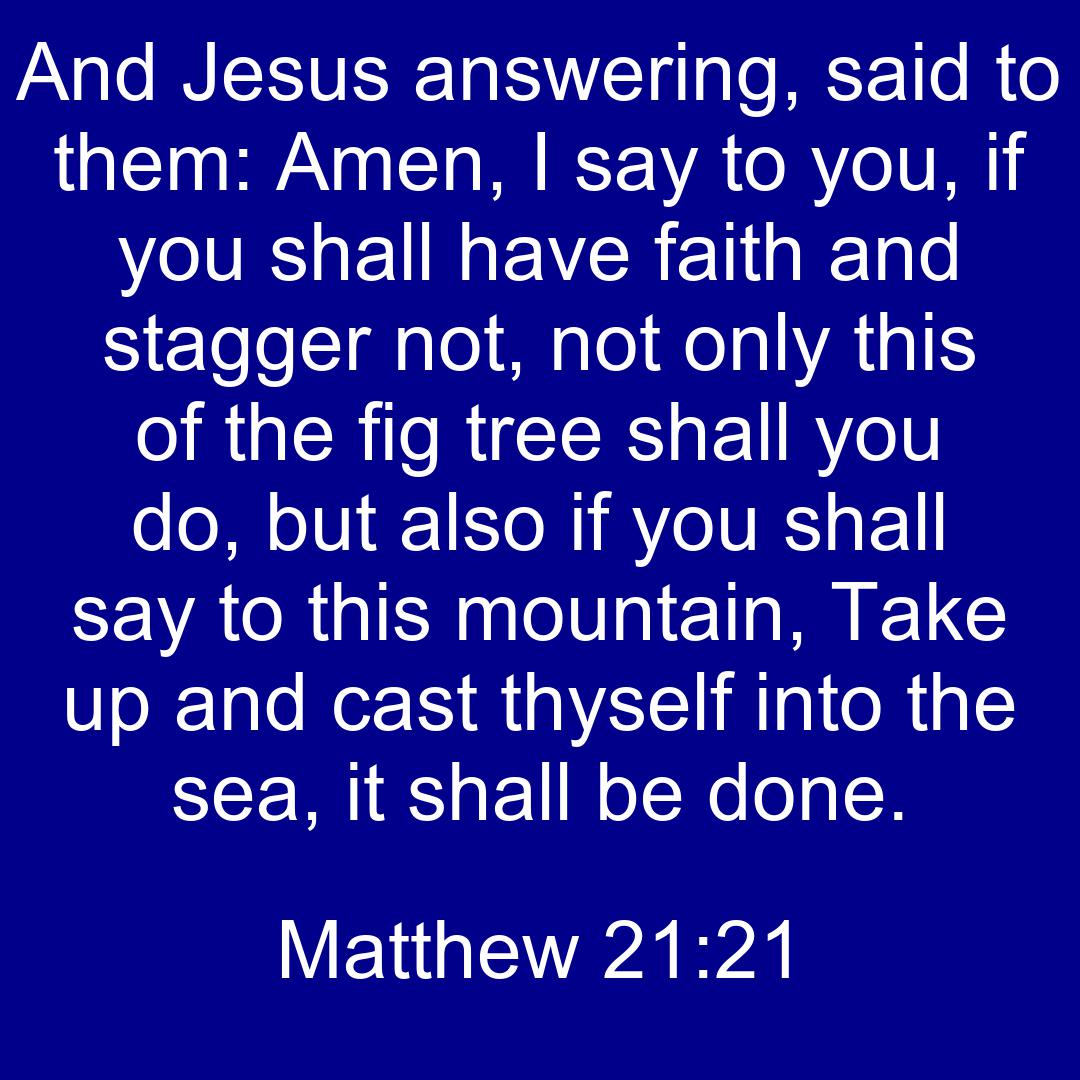 And Jesus answering, said to
them: Amen, I say to you, if
you shall have faith and
stagger not, not only this
of the fig tree shall you
do, but also if you shall
say to this mountain, Take
up and cast thyself into the
sea, it shall be done.
Matthew 21:21